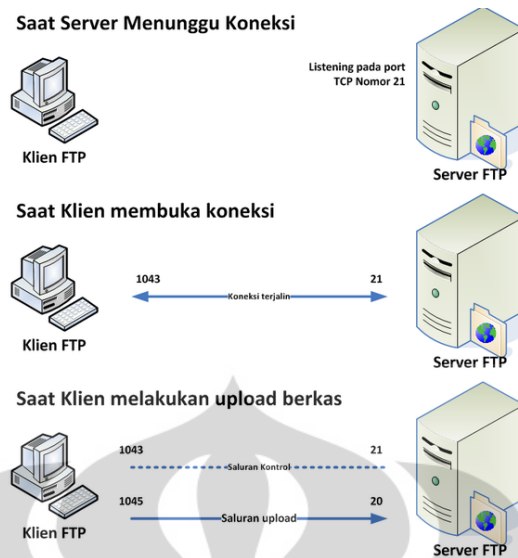 Saat Server Menunggu Koneksi
Listening pada port
TCP Nomor 21
Klien FTP
Server FTP
Saat Klien membuka koneksi
1043
21
Koneksi terjalin
Klien FTP
Server FTP
Saat Klien melakukan upload berkas
1043
21
Saluran Kontrol
1045
20
Saluran upload
Klien FTP
Server FTP